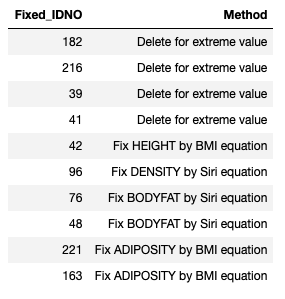 Fixed_IDNO Method
182 Delete for extreme value
216 Delete for extreme value
39 Delete for extreme value
41 Delete for extreme value
42 Fix HEIGHT by BMI equation
96 Fix DENSITY by Siri equation
76 Fix BODYFAT by Siri equation
48 Fix BODYFAT by Siri equation
221 Fix ADIPOSITY by BMI equation
163 Fix ADIPOSITY by BMI equation